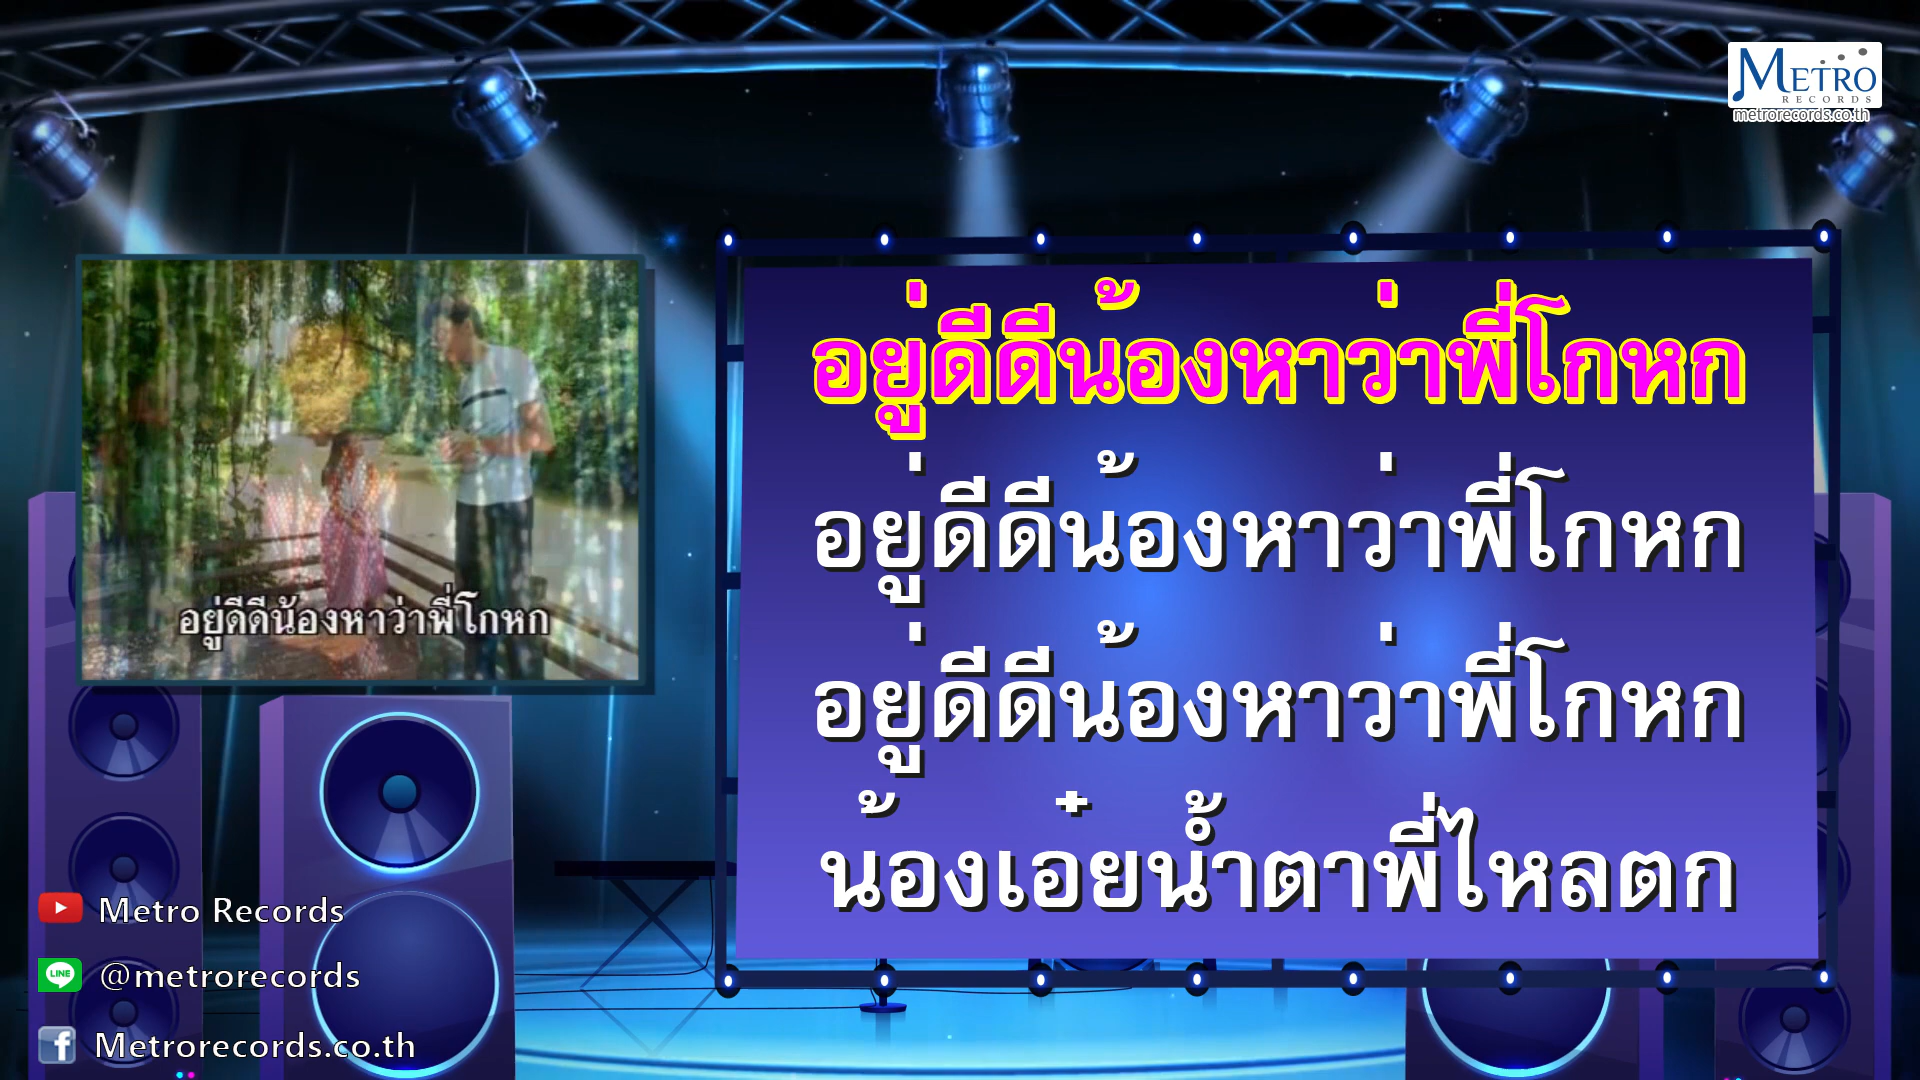 METRO
RECORDS
metrorecords.co.th
อยู่ดีดีน้องหาว่าพี่โกหก
อยู่ดีดีน้องหาว่าพี่โกหก
อยู่ดีดีน้องหาว่าพี่โกหก
น้องเอ๋ยน้ำตาพี่ไหลตก
อยู่ดีดีน้องหาว่าพี่โกหก
Metro Records
LINE @metrorecords
f Metrorecords.co.th